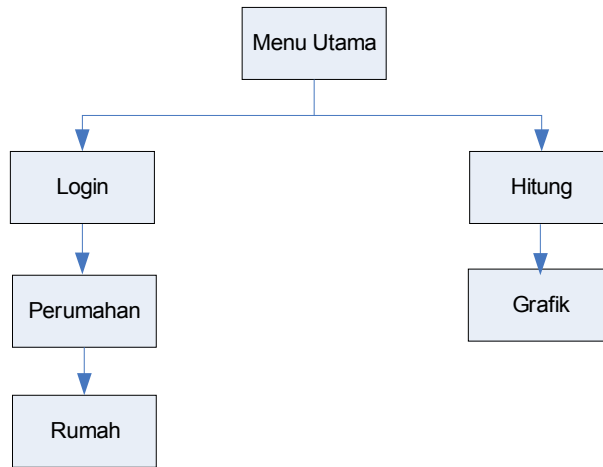 Menu Utama
Login
Hitung
Perumahan
Grafik
Rumah